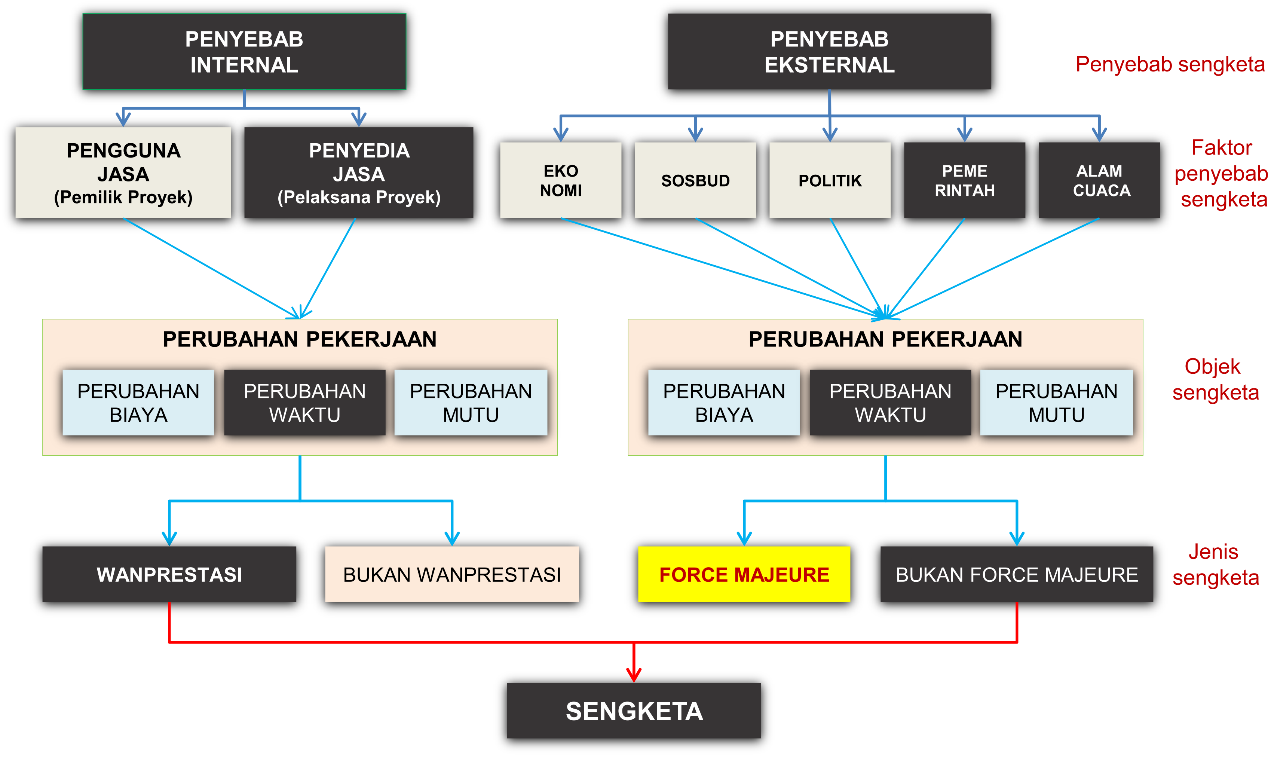 PENYEBAB
INTERNAL
PENYEBAB
EKSTERNAL
Penyebab sengketa
PENGGUNA
JASA
(Pemilik Proyek)
PENYEDIA
JASA
(Pelaksana Proyek)
EKO
NOMI
SOSBUD
POLITIK
PEME
RINTAH
ALAM
CUACA
Faktor
penyebab
sengketa
PERUBAHAN PEKERJAAN
PERUBAHAN
BIAYA
PERUBAHAN
WAKTU
PERUBAHAN
MUTU
PERUBAHAN PEKERJAAN
PERUBAHAN
BIAYA
PERUBAHAN
WAKTU
PERUBAHAN
MUTU
Objek
sengketa
WANPRESTASI
BUKAN WANPRESTASI
FORCE MAJEURE
BUKAN FORCE MAJEURE
Jenis
sengketa
SENGKETA